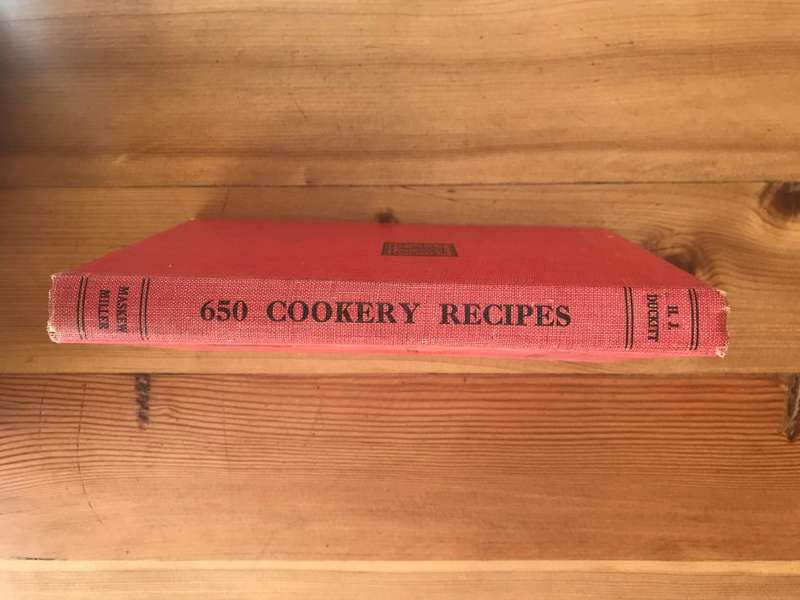 MASKEW
MILLER
650 COOKERY RECIPES
H. J.
DUCKITT